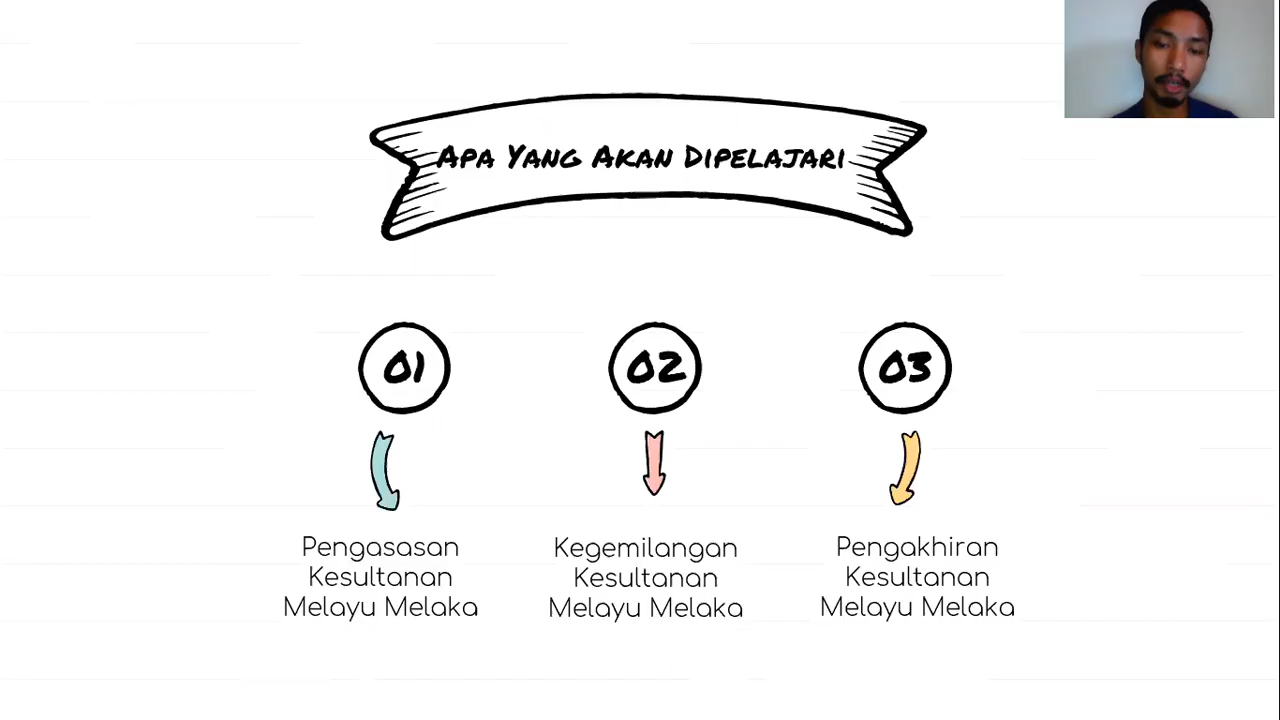 Apa Yang Akan Dipelajari
01
02
03
Pengasasan
Kesultanan
Melayu Melaka
Kegemilangan
Kesultanan
Melayu Melaka
Pengakhiran
Kesultanan
Melayu Melaka